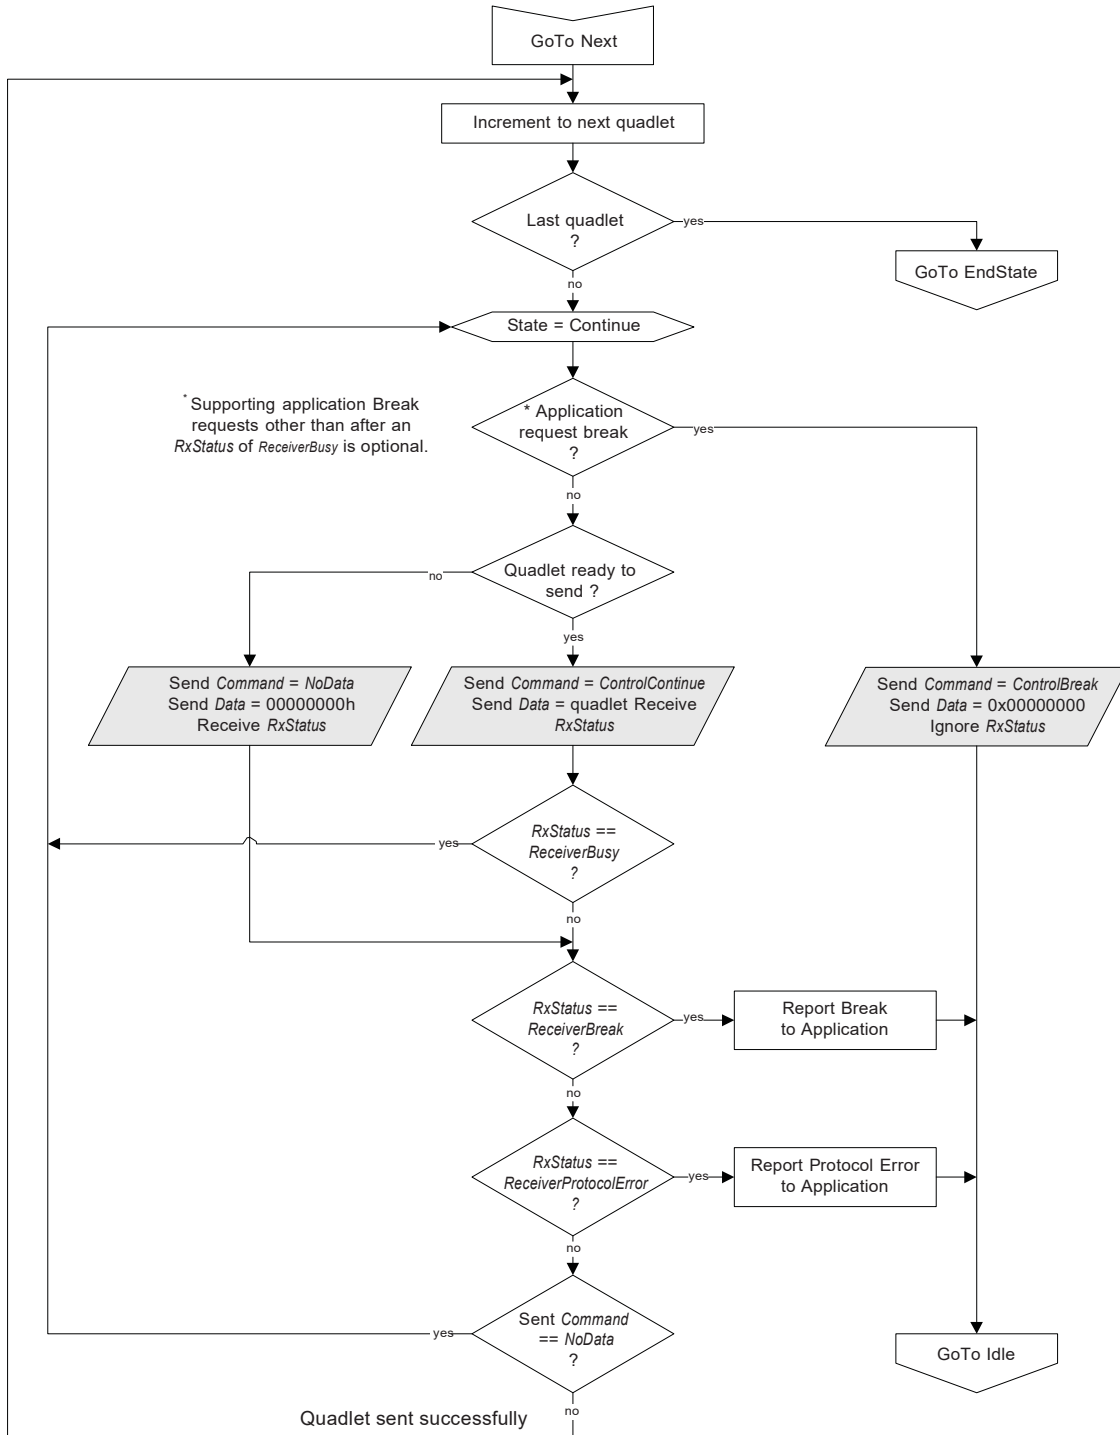 GoTo Next
Increment to next quadlet
Last quadlet
?
yes
GoTo EndState
no
State = Continue
* Supporting application Break
requests other than after an
RxStatus of ReceiverBusy is optional.
* Application
request break
?
yes
no
Quadlet ready to
send ?
no
yes
Send Command = NoData
Send Data = 00000000h
Receive RxStatus
Send Command = ControlContinue
Send Data = quadlet Receive
RxStatus
Send Command = ControlBreak
Send Data = 0x00000000
Ignore RxStatus
RxStatus ==
ReceiverBusy
?
yes
no
RxStatus ==
ReceiverBreak
?
yes
Report Break
to Application
no
RxStatus ==
ReceiverProtocolError
?
yes
Report Protocol Error
to Application
no
Sent Command
== NoData
?
yes
GoTo Idle
no
Quadlet sent successfully